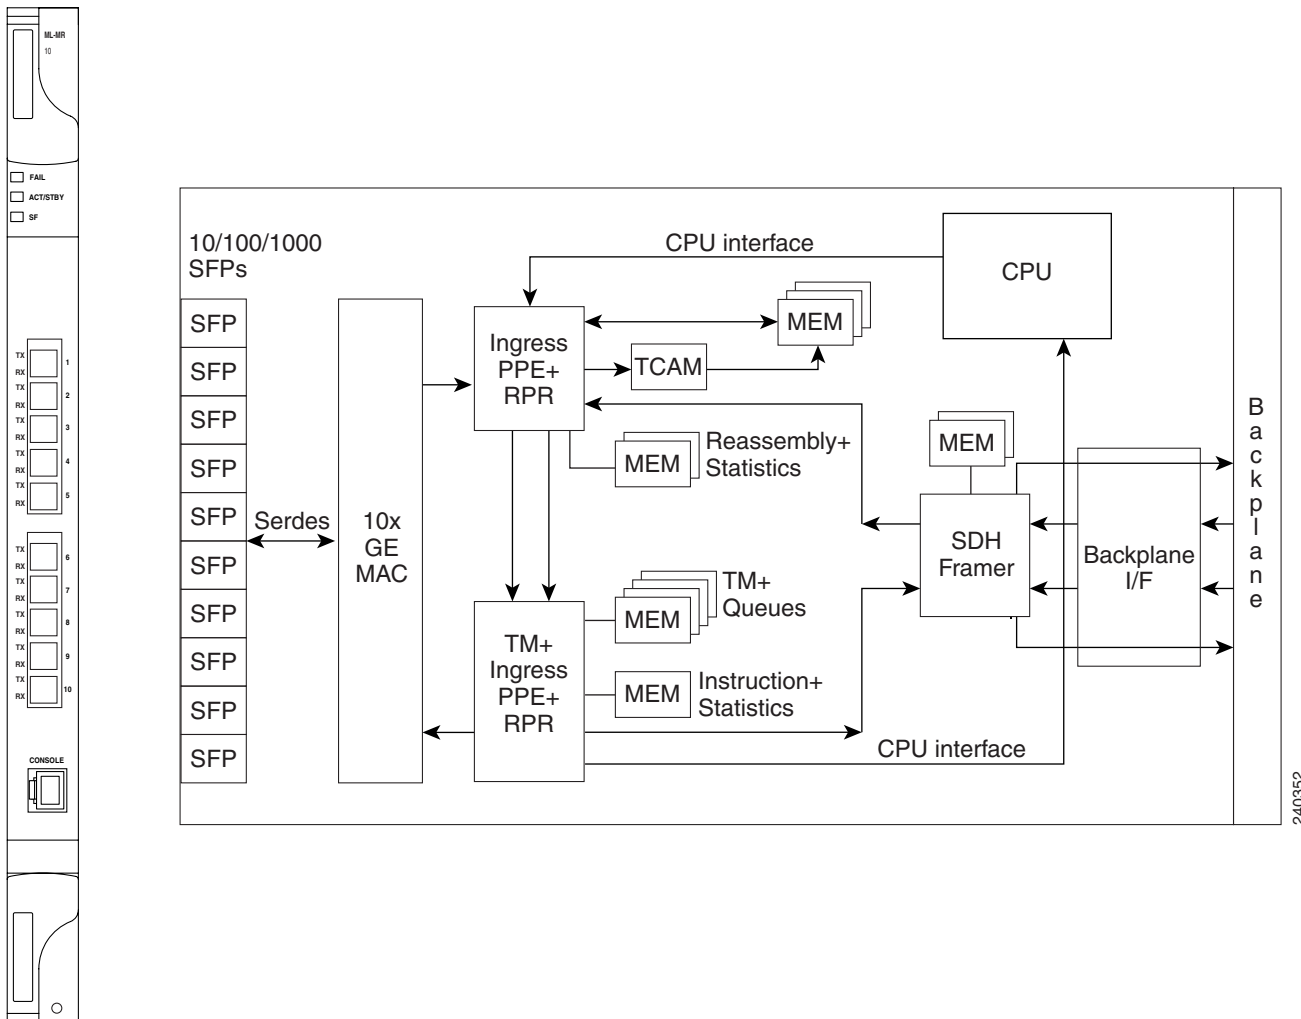 ML-MR
10
FAIL
ACT/STBY
SF
TX
RX
1
TX
RX
2
TX
RX
3
TX
RX
4
TX
RX
5
TX
RX
6
TX
RX
7
TX
RX
8
TX
RX
9
TX
RX
10
CONSOLE
10/100/1000
SFPs
SFP
SFP
SFP
SFP
SFP
SFP
SFP
SFP
SFP
SFP
Serdes
10x
GE
MAC
Ingress
PPE+
RPR
CPU interface
CPU
MEM
TCAM
MEM
Reassembly+
Statistics
TM+
Ingress
PPE+
RPR
MEM
TM+
Queues
MEM
Instruction+
Statistics
CPU interface
MEM
SDH
Framer
Backplane
I/F
Backplane
240352